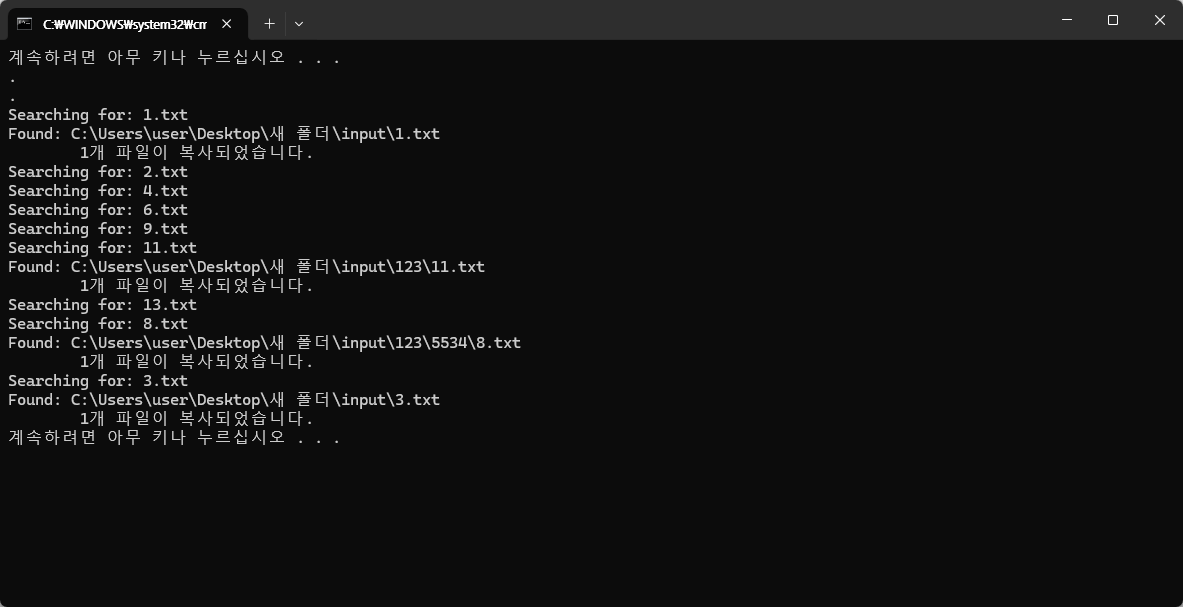 C:₩WINDOWS₩system32₩cm
계속하려면 아무 키나 누르십시오 . . .
.
.
Searching for: 1.txt
Found: C:\Users\user\Desktop\새 폴더\input\1.txt
        1개 파일이 복사되었습니다.
Searching for: 2.txt
Searching for: 4.txt
Searching for: 6.txt
Searching for: 9.txt
Searching for: 11.txt
Found: C:\Users\user\Desktop\새 폴더\input\123\11.txt
        1개 파일이 복사되었습니다.
Searching for: 13.txt
Searching for: 8.txt
Found: C:\Users\user\Desktop\새 폴더\input\123\5534\8.txt
        1개 파일이 복사되었습니다.
Searching for: 3.txt
Found: C:\Users\user\Desktop\새 폴더\input\3.txt
        1개 파일이 복사되었습니다.
계속하려면 아무 키나 누르십시오 . . .